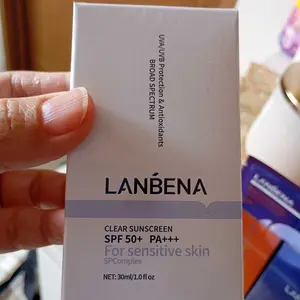 UVA/UVB Protection & Antioxidants
BROAD SPECTRUM
LANBENA
CLEAR SUNSCREEN
SPF 50+ PA+++
For sensitive skin
SPComplex
NET: 30ml/1.0 fl oz
LANBENA